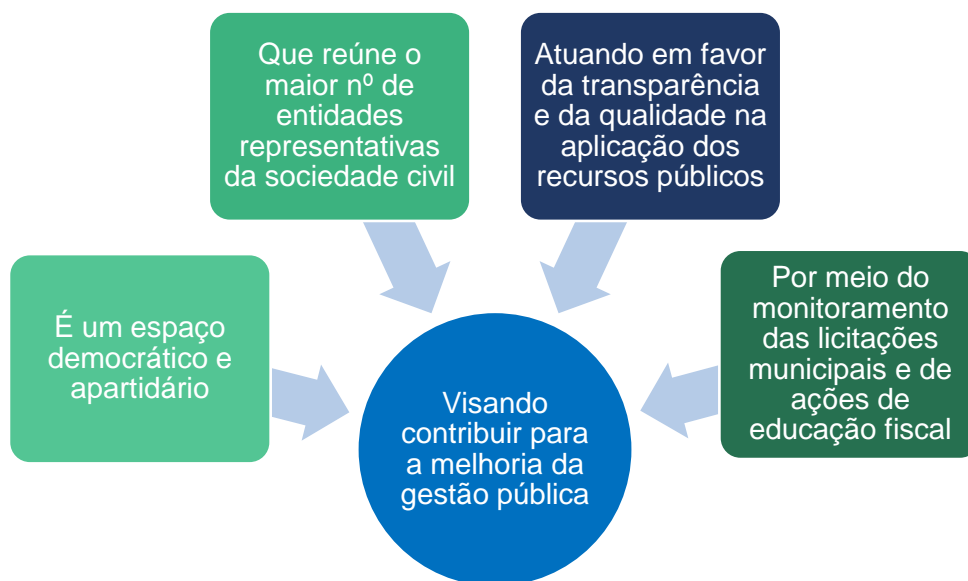 É um espaço
democrático e
apartidário
Que reúne o
maior nº de
entidades
representativas
da sociedade civil
Atuando em favor
da transparência
e da qualidade na
aplicação dos
recursos públicos
Por meio do
monitoramento
das licitações
municipais e de
ações de
educação fiscal
Visando
contribuir para
a melhoria da
gestão pública